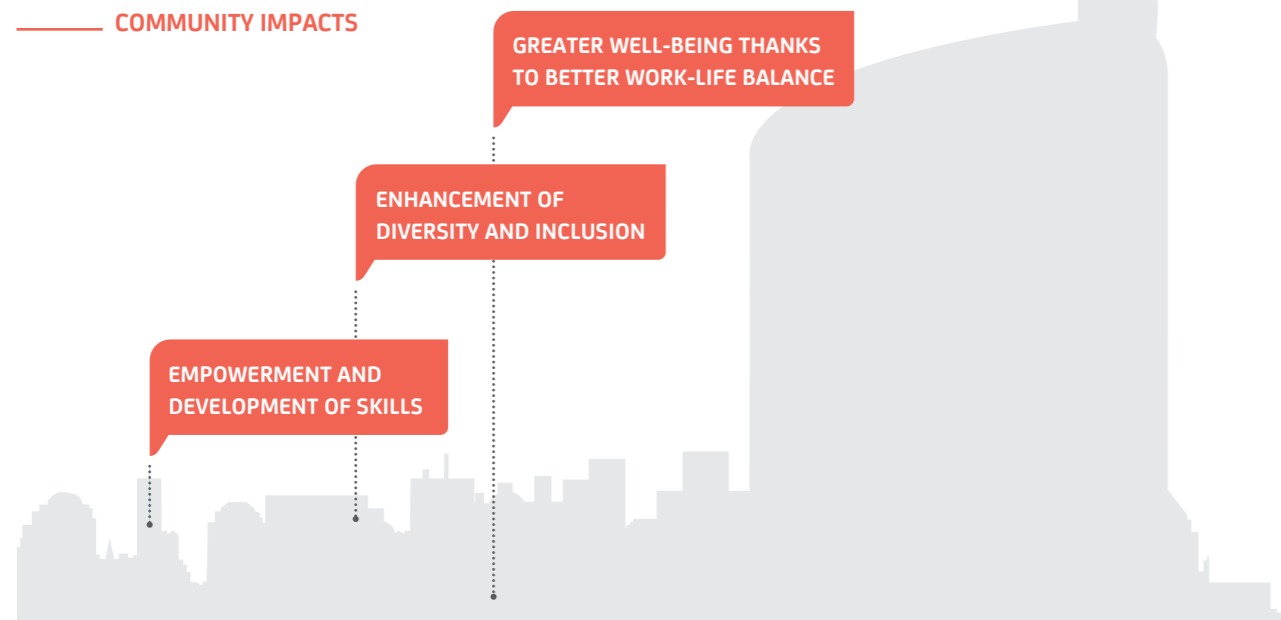 COMMUNITY IMPACTS
GREATER WELL-BEING THANKS
TO BETTER WORK-LIFE BALANCE
ENHANCEMENT OF
DIVERSITY AND INCLUSION
EMPOWERMENT AND
DEVELOPMENT OF SKILLS